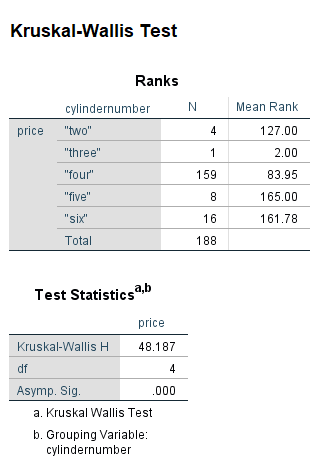 Kruskal-Wallis Test
Ranks
cylindernumber N Mean Rank
price "two" 4 127.00
"three" 1 2.00
"four" 159 83.95
"five" 8 165.00
"six" 16 161.78
Total 188
Test Statistics a,b
price
Kruskal-Wallis H 48.187
df 4
Asymp. Sig. .000
a. Kruskal Wallis Test
b. Grouping Variable:
cylindernumber